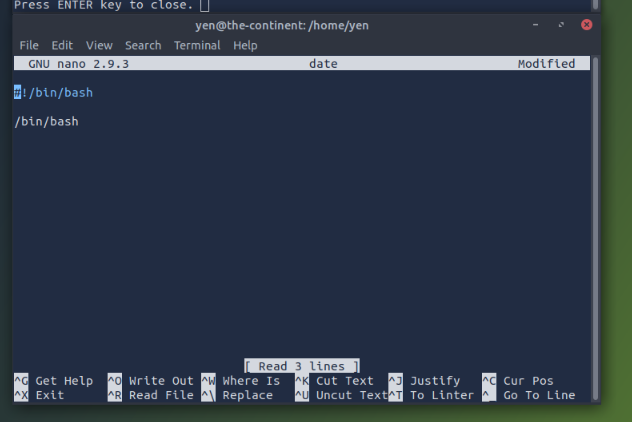 Press ENTER key to close.
yen@the-continent: /home/yen
File Edit View Search Terminal Help
GNU nano 2.9.3 date Modified
#!/bin/bash
/bin/bash
[ Read 3 lines ]
^G Get Help ^O Write Out ^W Where Is ^K Cut Text ^J Justify ^C Cur Pos
^X Exit ^R Read File ^\ Replace ^U Uncut Text ^T To Linter ^_ Go To Line